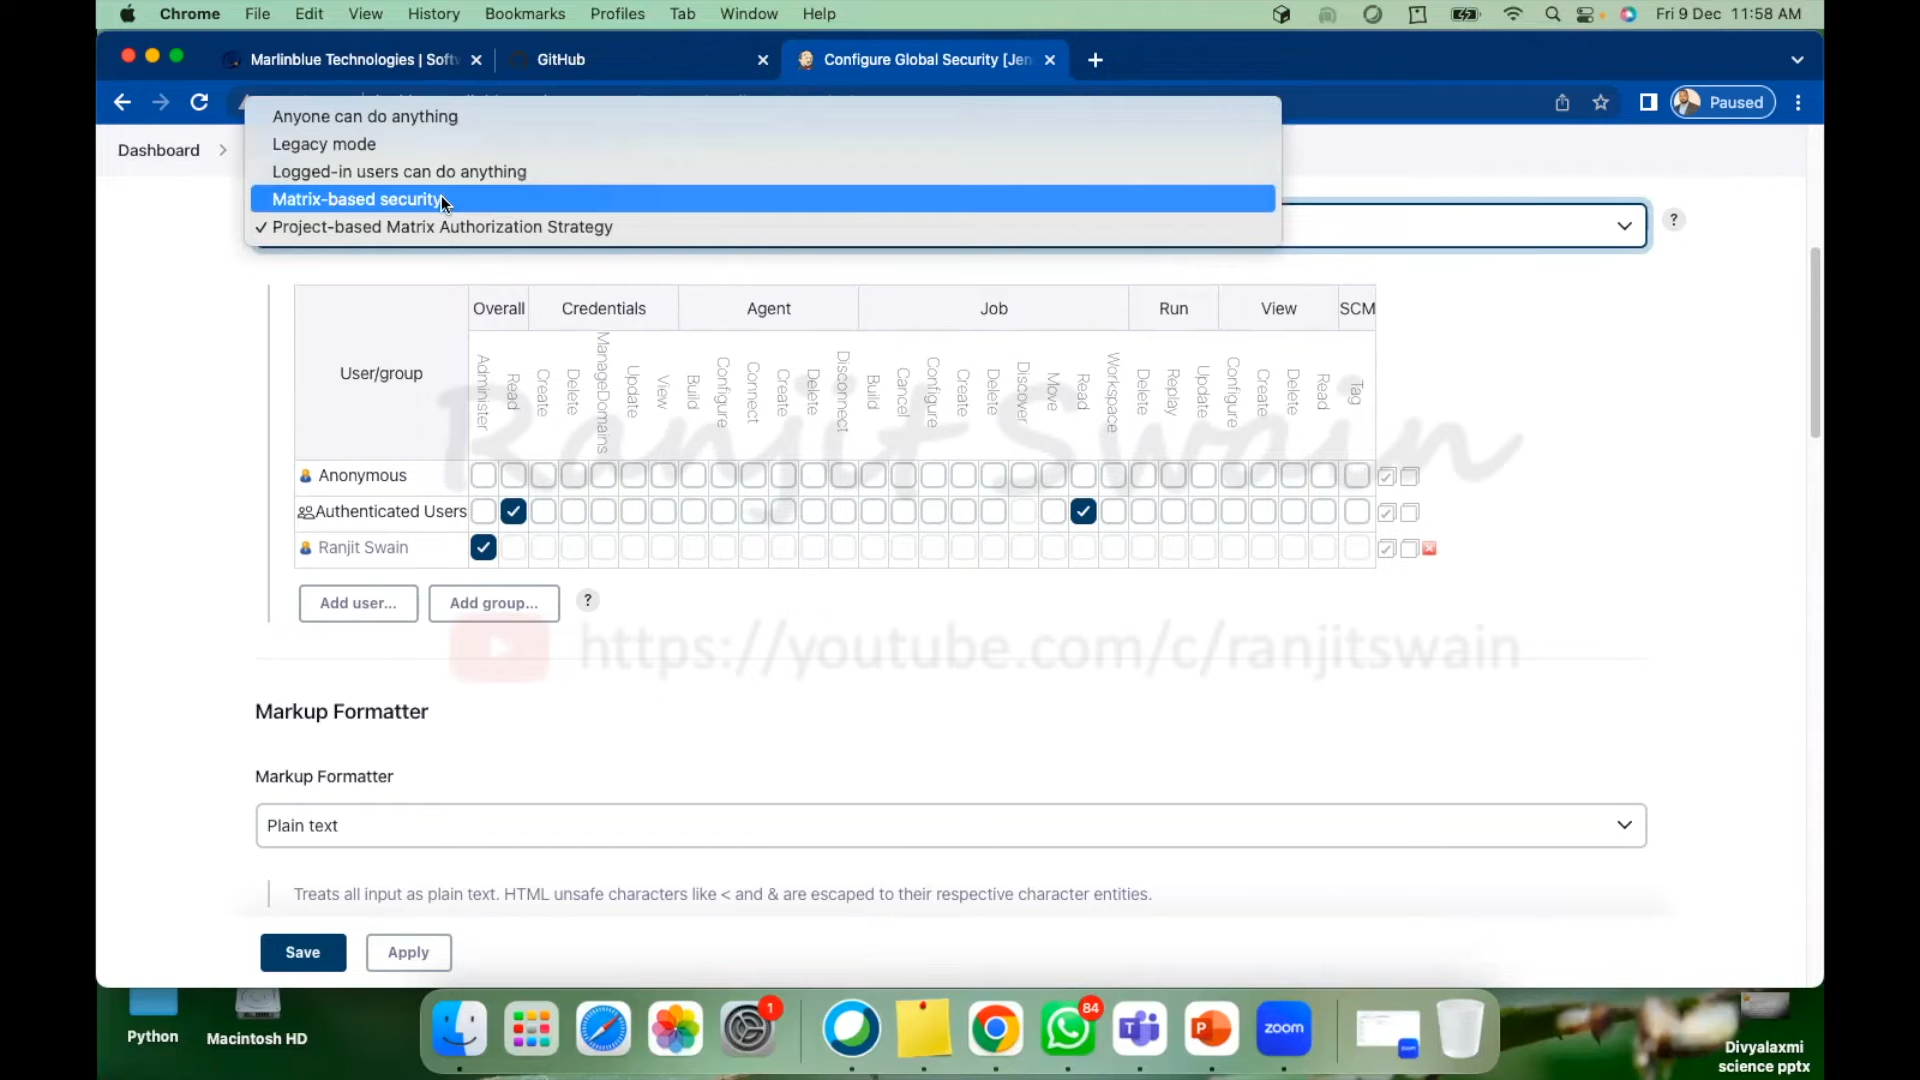 Chrome File Edit View History Bookmarks Profiles Tab Window Help Fri 9 Dec 11:58 AM
Marlinblue Technologies | Softw GitHub Configure Global Security [Jen
Paused
Dashboard
Anyone can do anything
Legacy mode
Logged-in users can do anything
Matrix-based security
✓ Project-based Matrix Authorization Strategy
?
User/group Overall Credentials Agent Job Run View SCM
Administer Read Create Delete ManageDomains Update View Build Configure Connect Create Delete Disconnect Build Cancel Configure Create Delete Discover Move Read Workspace Delete Replay Update Configure Create Delete Read Tag
Ranjit Swain
Anonymous
Authenticated Users
Ranjit Swain
Add user... Add group... ?
https://youtube.com/c/ranjitswain
Markup Formatter
Markup Formatter
Plain text
Treats all input as plain text. HTML unsafe characters like < and & are escaped to their respective character entities.
Save Apply
1
84
zoom
Python
Macintosh HD
Divyalaxmi
science pptx